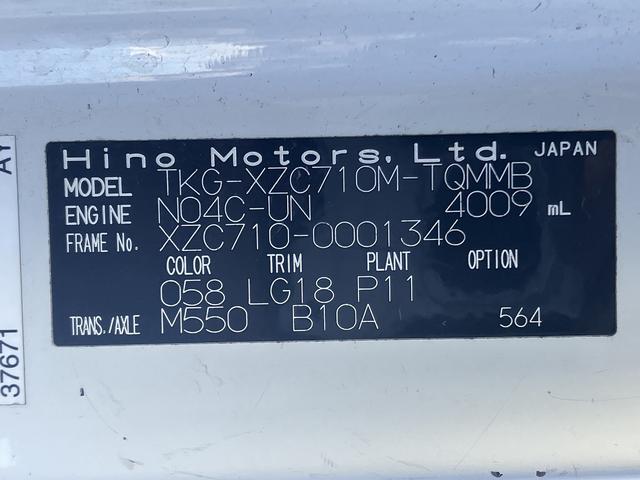 Hino Motors, Ltd. JAPAN
MODEL TKG-XZC710M-TQMMB
ENGINE N04C-UN 4009 mL
FRAME No. XZC710-0001346
COLOR TRIM PLANT OPTION
058 LG18 P11
TRANS./AXLE M550 B10A 564
37671
AY